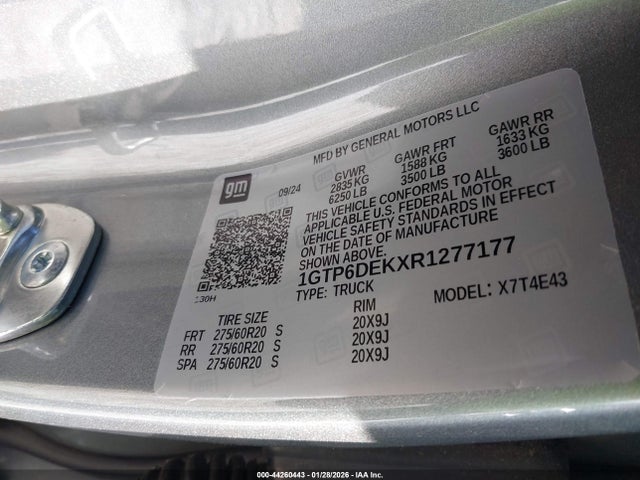 MFD BY GENERAL MOTORS LLC
gm
09/24
GVWR GAWR FRT GAWR RR
2835 KG 1588 KG 1633 KG
6250 LB 3500 LB 3600 LB
THIS VEHICLE CONFORMS TO ALL
APPLICABLE U.S. FEDERAL MOTOR
VEHICLE SAFETY STANDARDS IN EFFECT
ON THE DATE OF MANUFACTURE
SHOWN ABOVE.
1GTP6DEKXR1277177
130H
TYPE: TRUCK MODEL: X7T4E43
TIRE SIZE RIM
FRT 275/60R20 S 20X9J
RR 275/60R20 S 20X9J
SPA 275/60R20 S 20X9J
000-44260443 | 01/28/2026 | IAA Inc.